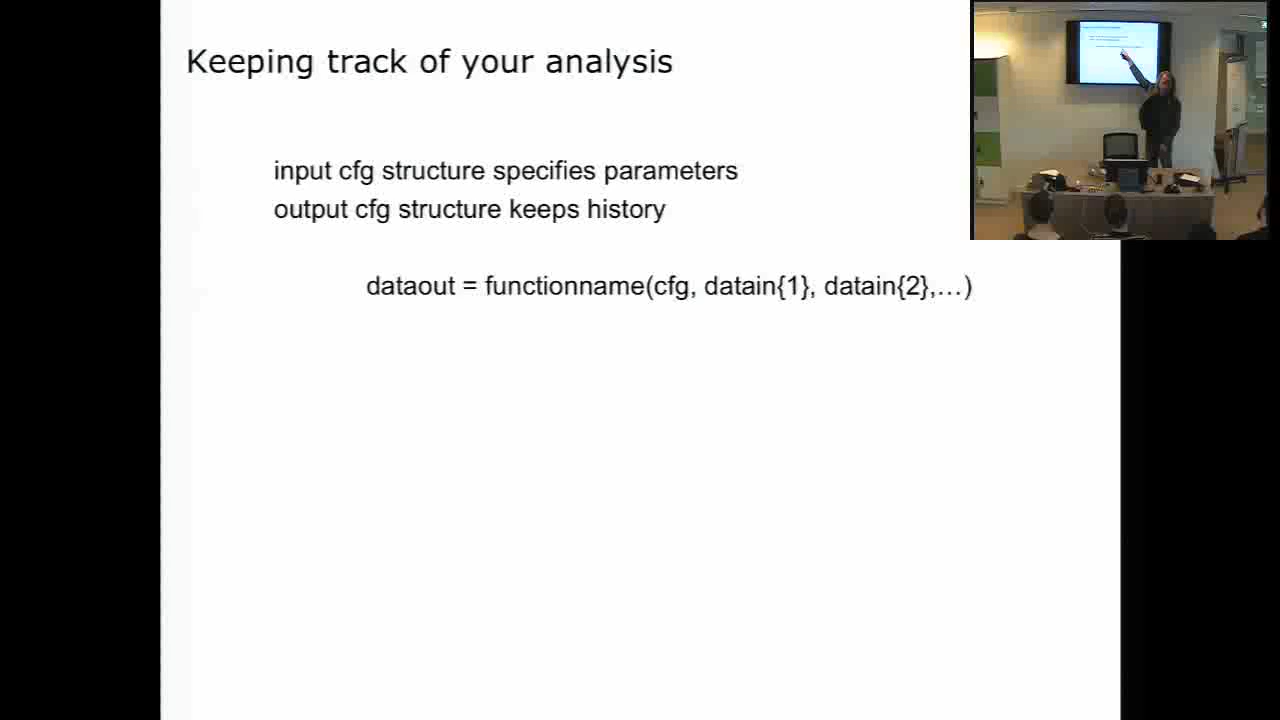 Keeping track of your analysis
input cfg structure specifies parameters
output cfg structure keeps history
dataout = functionname(cfg, datain{1}, datain{2},…)